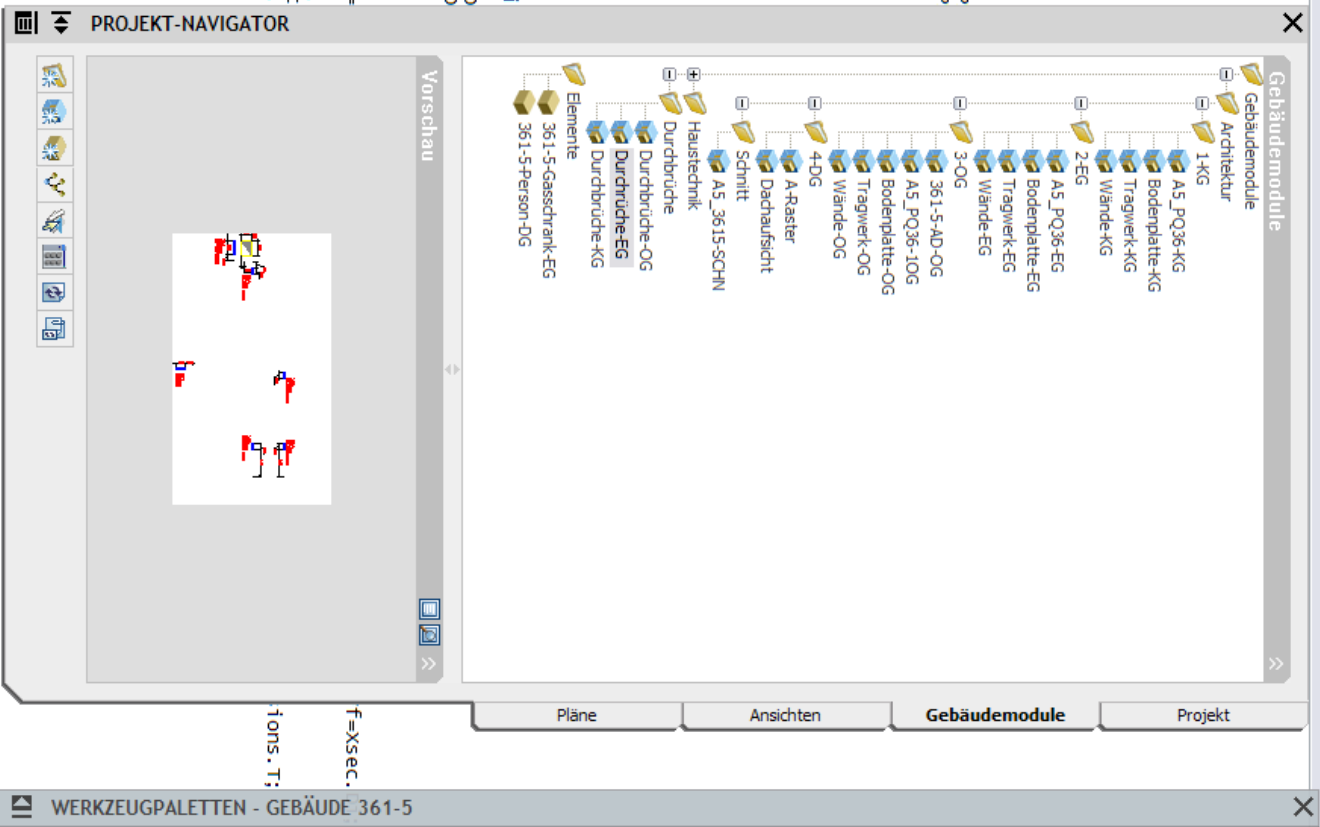 PROJEKT-NAVIGATOR
Gebäudemodule
Gebäudemodule
Architektur
1-KG
A5_PQ36-KG
Bodenplatte-KG
Tragwerk-KG
Wände-KG
2-EG
A5_PQ36-EG
Bodenplatte-EG
Tragwerk-EG
Wände-EG
3-OG
361-5-AD-OG
A5_PQ36-1OG
Bodenplatte-OG
Tragwerk-OG
Wände-OG
4-DG
A-Raster
Dachaufsicht
Schnitt
A5_3615-SCHN
Haustechnik
Durchbrüche
Durchbrüche-OG
Durchrüche-EG
Durchbrüche-KG
Elemente
361-5-Gasschrank-EG
361-5-Person-DG
Vorschau
Pläne
Ansichten
Gebäudemodule
Projekt
f=xsec.
ions.T;
WERKZEUGPALETTEN - GEBÄUDE 361-5